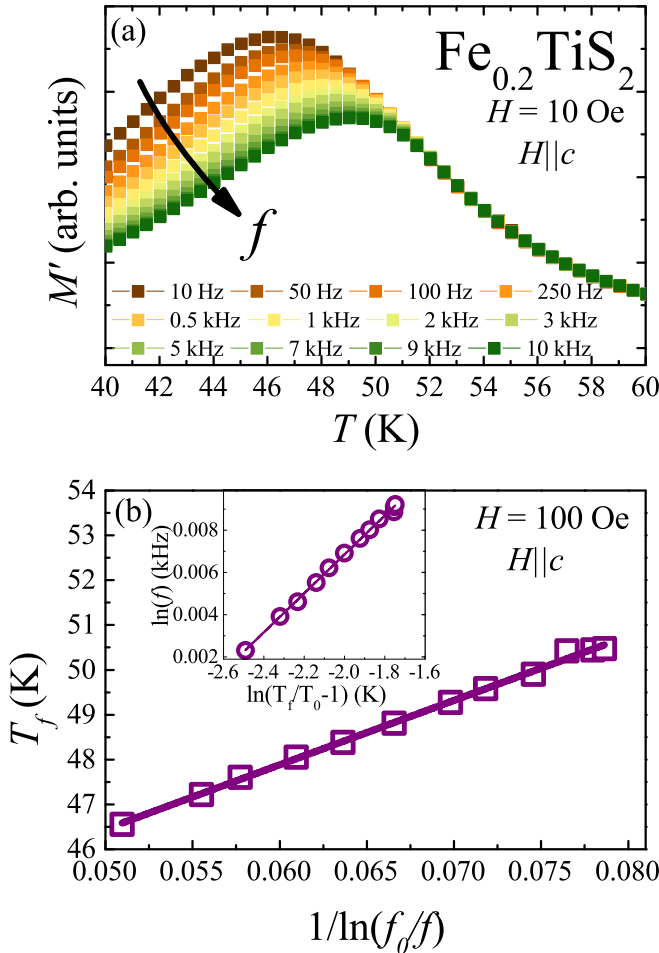 (a)
Fe0.2TiS2
H = 10 Oe
H||c
f
M′ (arb. units)
10 Hz 50 Hz 100 Hz 250 Hz
0.5 kHz 1 kHz 2 kHz 3 kHz
5 kHz 7 kHz 9 kHz 10 kHz
40 42 44 46 48 50 52 54 56 58 60
T (K)
(b)
H = 100 Oe
H||c
54
53
52
51
50
49
48
47
46
Tf (K)
0.008
0.006
0.004
0.002
ln(f) (kHz)
-2.6 -2.4 -2.2 -2.0 -1.8 -1.6
ln(Tf/T0-1) (K)
0.050 0.055 0.060 0.065 0.070 0.075 0.080
1/ln(f0/f)